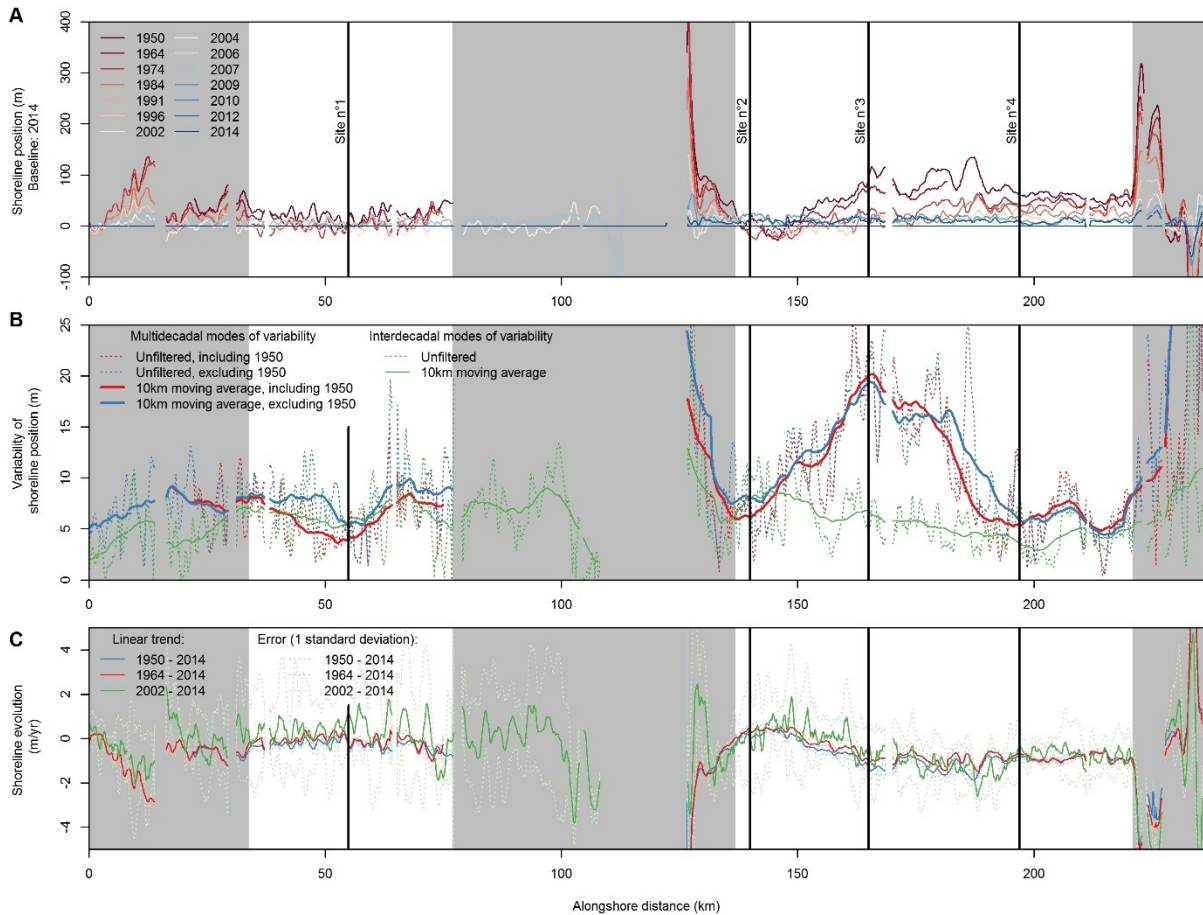 A
Shoreline position (m)
Baseline: 2014
400
300
200
100
0
-100
1950 2004
1964 2006
1974 2007
1984 2009
1991 2010
1996 2012
2002 2014
Site n°1
Site n°2
Site n°3
Site n°4
0 50 100 150 200
B
Variability of
shoreline position (m)
25
20
15
10
5
0
Multidecadal modes of variability
Unfiltered, including 1950
Unfiltered, excluding 1950
10km moving average, including 1950
10km moving average, excluding 1950
Interdecadal modes of variability
Unfiltered
10km moving average
0 50 100 150 200
C
Shoreline evolution
(m/yr)
4
2
0
-2
-4
Linear trend:
1950 - 2014
1964 - 2014
2002 - 2014
Error (1 standard deviation):
1950 - 2014
1964 - 2014
2002 - 2014
0 50 100 150 200
Alongshore distance (km)